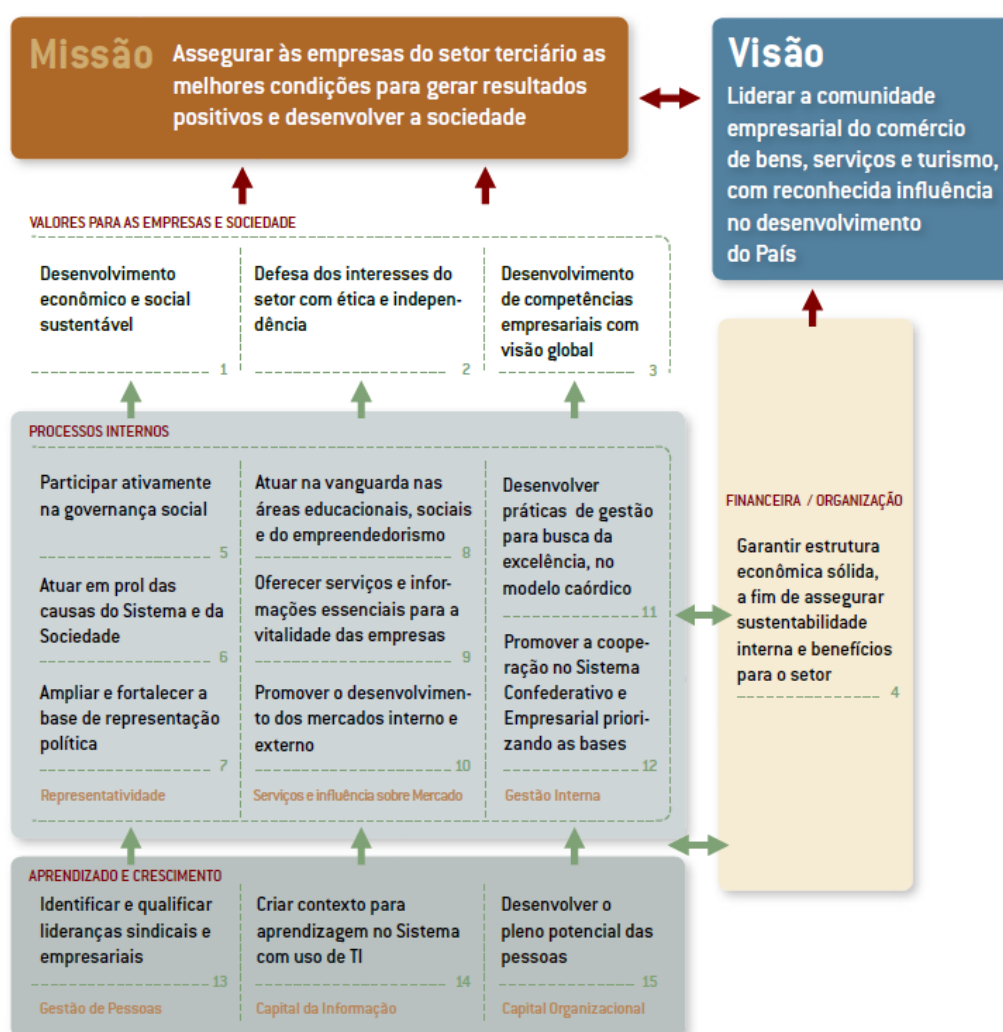 Missão
Assegurar às empresas do setor terciário as
melhores condições para gerar resultados
positivos e desenvolver a sociedade
Visão
Liderar a comunidade
empresarial do comércio
de bens, serviços e turismo,
com reconhecida influência
no desenvolvimento
do País
VALORES PARA AS EMPRESAS E SOCIEDADE
Desenvolvimento
econômico e social
sustentável
1
Defesa dos interesses do
setor com ética e indepen-
dência
2
Desenvolvimento
de competências
empresariais com
visão global
3
PROCESSOS INTERNOS
Participar ativamente
na governança social
5
Atuar em prol das
causas do Sistema e da
Sociedade
6
Ampliar e fortalecer a
base de representação
política
7
Representatividade
Atuar na vanguarda nas
áreas educacionais, sociais
e do empreendedorismo
8
Oferecer serviços e infor-
mações essenciais para a
vitalidade das empresas
9
Promover o desenvolvimen-
to dos mercados interno e
externo
10
Serviços e influência sobre Mercado
Desenvolver
práticas de gestão
para busca da
excelência, no
modelo caórdico
11
Promover a coope-
ração no Sistema
Confederativo e
Empresarial priori-
zando as bases
12
Gestão Interna
FINANCEIRA / ORGANIZAÇÃO
Garantir estrutura
econômica sólida,
a fim de assegurar
sustentabilidade
interna e benefícios
para o setor
4
APRENDIZADO E CRESCIMENTO
Identificar e qualificar
lideranças sindicais e
empresariais
13
Gestão de Pessoas
Criar contexto para
aprendizagem no Sistema
com uso de TI
14
Capital da Informação
Desenvolver o
pleno potencial das
pessoas
15
Capital Organizacional